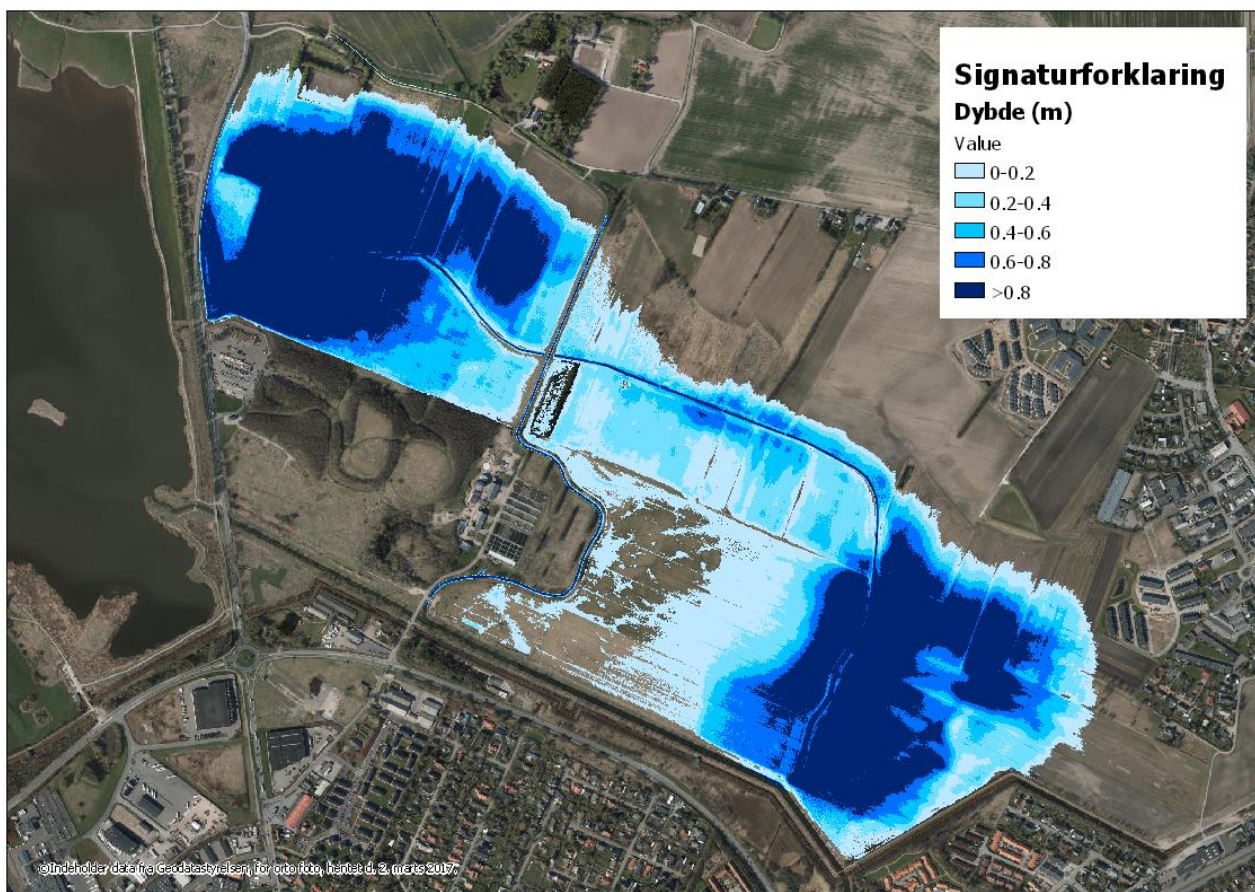 Signaturforklaring
Dybde (m)
Value
0-0.2
0.2-0.4
0.4-0.6
0.6-0.8
>0.8
©Indeholder data fra Geodatastyrelsen, for orto foto, hentet d. 2. marts 2017.